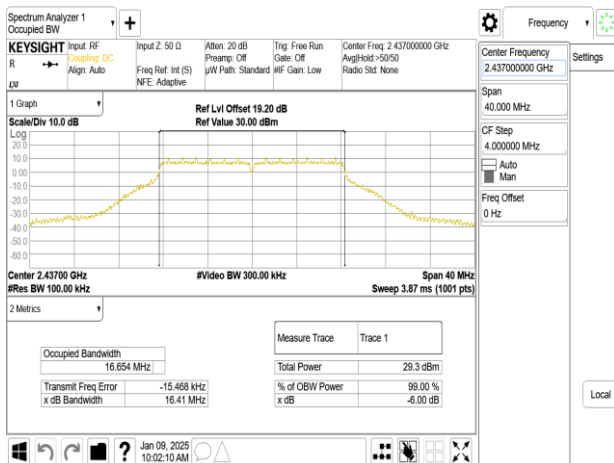 Spectrum Analyzer 1
Occupied BW
Frequency
KEYSIGHT
R
LXI
Input: RF
Coupling: DC
Align: Auto
Input Z: 50 Ω
Freq Ref: Int (S)
NFE: Adaptive
Atten: 20 dB
Preamp: Off
µW Path: Standard
Trig: Free Run
Gate: Off
#IF Gain: Low
Center Freq: 2.437000000 GHz
Avg|Hold:>50/50
Radio Std: None
Center Frequency
2.437000000 GHz
Settings
Span
40.000 MHz
CF Step
4.000000 MHz
Auto
Man
Freq Offset
0 Hz
Local
1 Graph
Scale/Div 10.0 dB
Ref Lvl Offset 19.20 dB
Ref Value 30.00 dBm
Log
20.0
10.0
0.00
-10.0
-20.0
-30.0
-40.0
-50.0
-60.0
Center 2.43700 GHz
#Video BW 300.00 kHz
Span 40 MHz
#Res BW 100.00 kHz
Sweep 3.87 ms (1001 pts)
2 Metrics
Occupied Bandwidth
16.654 MHz
Transmit Freq Error -15.468 kHz
x dB Bandwidth 16.41 MHz
Measure Trace Trace 1
Total Power 29.3 dBm
% of OBW Power 99.00 %
x dB -6.00 dB
?
Jan 09, 2025
10:02:10 AM